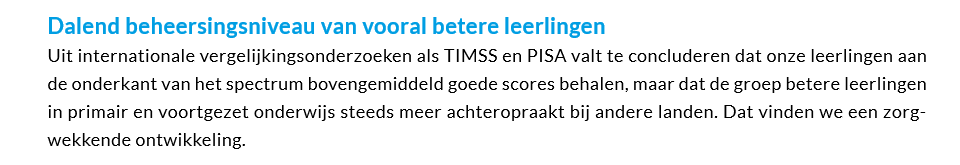 Dalend beheersingsniveau van vooral betere leerlingen
Uit internationale vergelijkingsonderzoeken als TIMSS en PISA valt te concluderen dat onze leerlingen aan
de onderkant van het spectrum bovengemiddeld goede scores behalen, maar dat de groep betere leerlingen
in primair en voortgezet onderwijs steeds meer achteropraakt bij andere landen. Dat vinden we een zorg-
wekkende ontwikkeling.